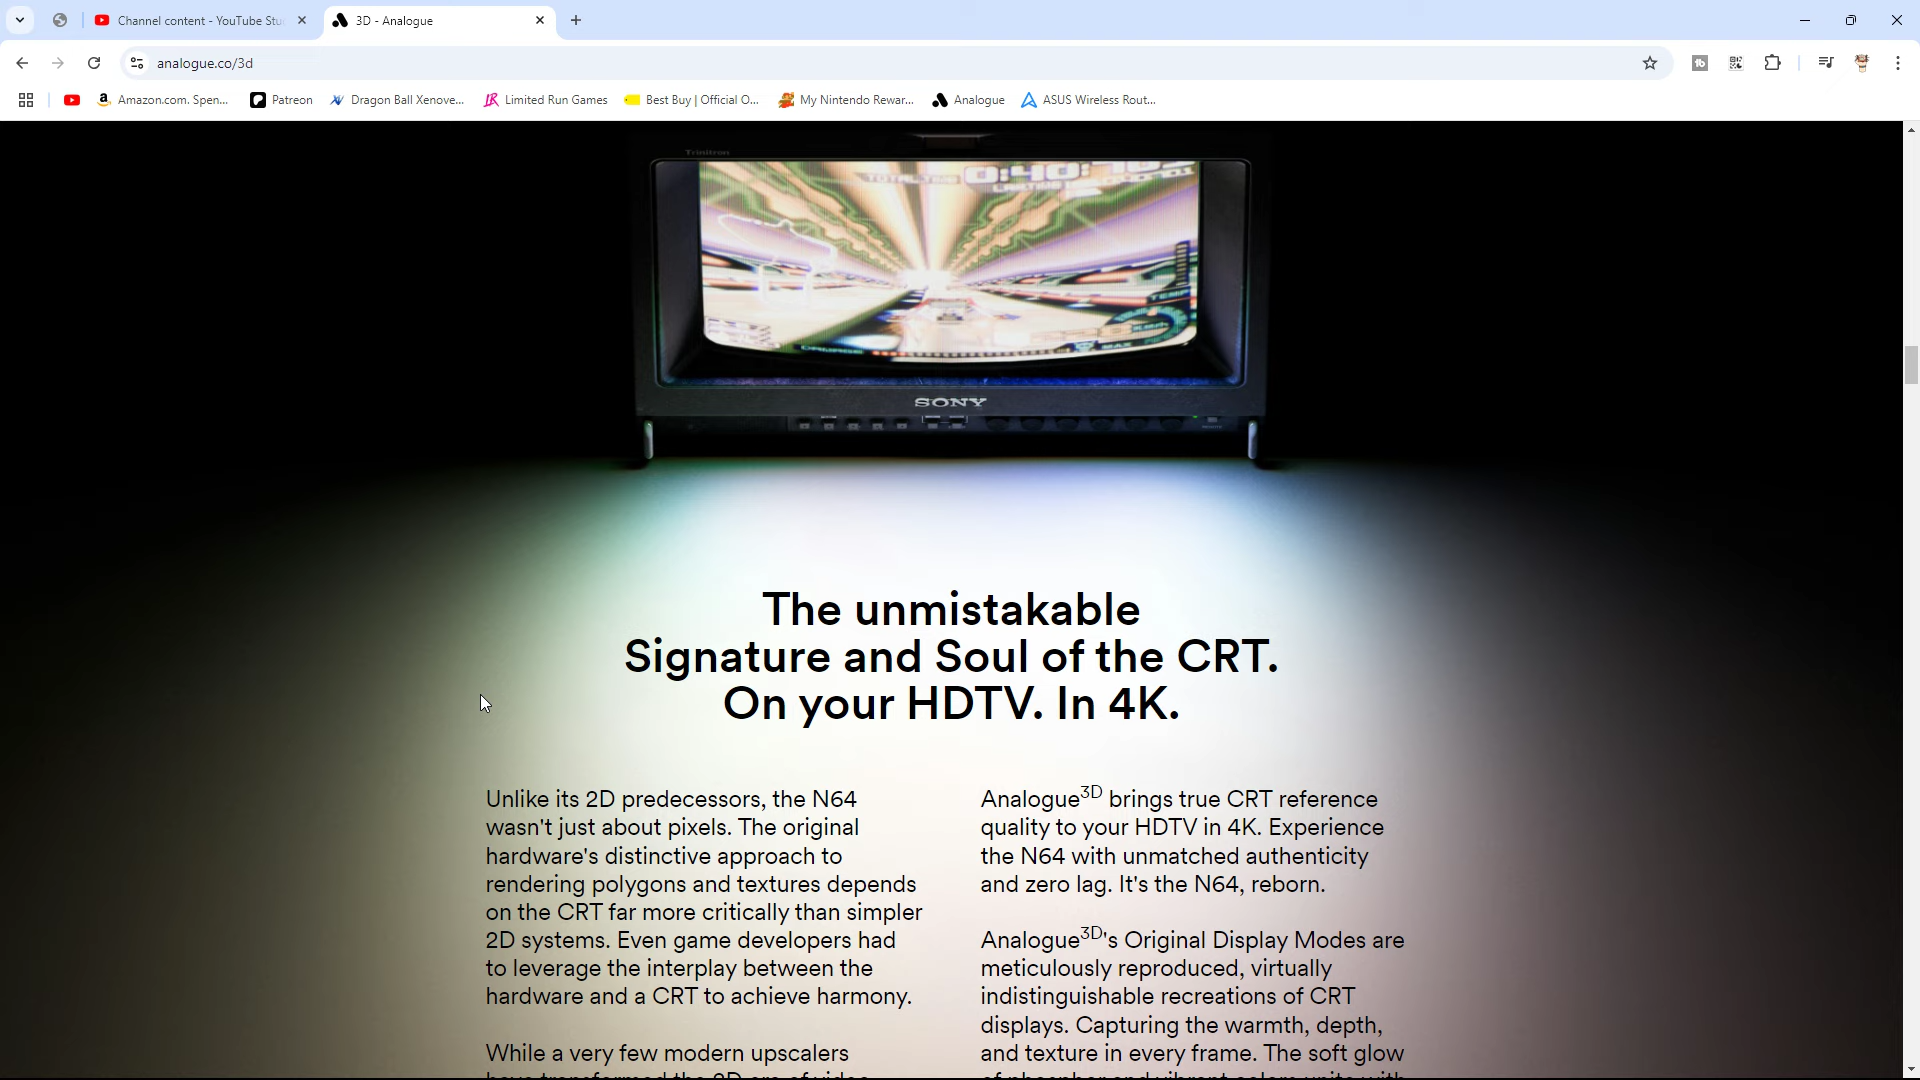 Channel content - YouTube Stu
3D - Analogue
analogue.co/3d
Amazon.com. Spen...
Patreon
Dragon Ball Xenove...
Limited Run Games
Best Buy | Official O...
My Nintendo Rewar...
Analogue
ASUS Wireless Rout...
Trinitron
TOTAL TIME
SONY
The unmistakable
Signature and Soul of the CRT.
On your HDTV. In 4K.
Unlike its 2D predecessors, the N64
wasn't just about pixels. The original
hardware's distinctive approach to
rendering polygons and textures depends
on the CRT far more critically than simpler
2D systems. Even game developers had
to leverage the interplay between the
hardware and a CRT to achieve harmony.
While a very few modern upscalers
Analogue3D brings true CRT reference
quality to your HDTV in 4K. Experience
the N64 with unmatched authenticity
and zero lag. It's the N64, reborn.
Analogue3D's Original Display Modes are
meticulously reproduced, virtually
indistinguishable recreations of CRT
displays. Capturing the warmth, depth,
and texture in every frame. The soft glow